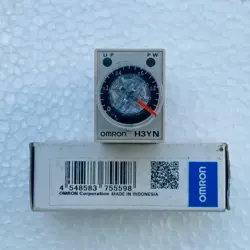 UP PW
OMRON H3YN
4 548583 755598
OMRON Corporation MADE IN INDONESIA
OMRON